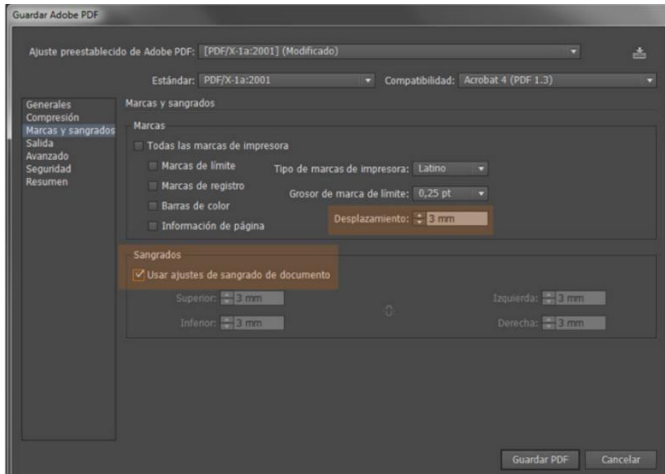 Guardar Adobe PDF
Ajuste preestablecido de Adobe PDF: [PDF/X-1a:2001] (Modificado)
Estándar: PDF/X-1a:2001 Compatibilidad: Acrobat 4 (PDF 1.3)
Generales
Compresión
Marcas y sangrados
Salida
Avanzado
Seguridad
Resumen
Marcas y sangrados
Marcas
Todas las marcas de impresora
Marcas de límite
Marcas de registro
Barras de color
Información de página
Tipo de marcas de impresora: Latino
Grosor de marca de límite: 0,25 pt
Desplazamiento: 3 mm
Sangrados
Usar ajustes de sangrado de documento
Superior: 3 mm Izquierda: 3 mm
Inferior: 3 mm Derecha: 3 mm
Guardar PDF Cancelar